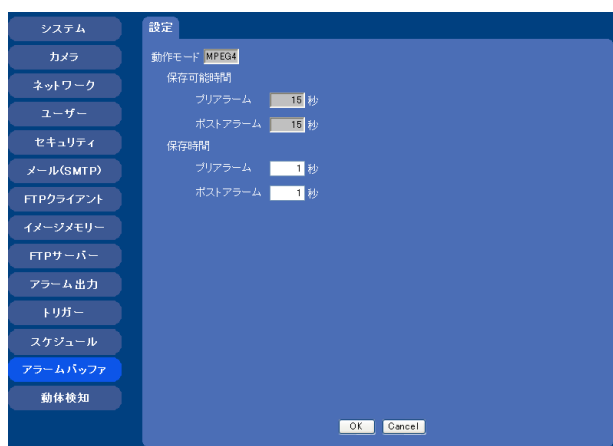 システム
カメラ
ネットワーク
ユーザー
セキュリティ
メール(SMTP)
FTPクライアント
イメージメモリー
FTPサーバー
アラーム出力
トリガー
スケジュール
アラームバッファ
動体検知
設定
動作モード MPEG4
保存可能時間
プリアラーム 15 秒
ポストアラーム 15 秒
保存時間
プリアラーム 1 秒
ポストアラーム 1 秒
OK Cancel